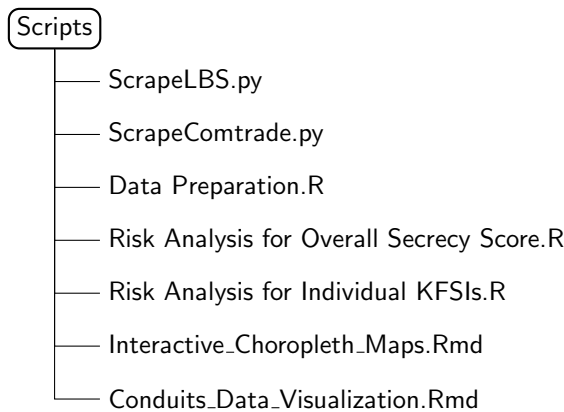 Scripts
ScrapeLBS.py
ScrapeComtrade.py
Data Preparation.R
Risk Analysis for Overall Secrecy Score.R
Risk Analysis for Individual KFSIs.R
Interactive_Choropleth_Maps.Rmd
Conduits_Data_Visualization.Rmd